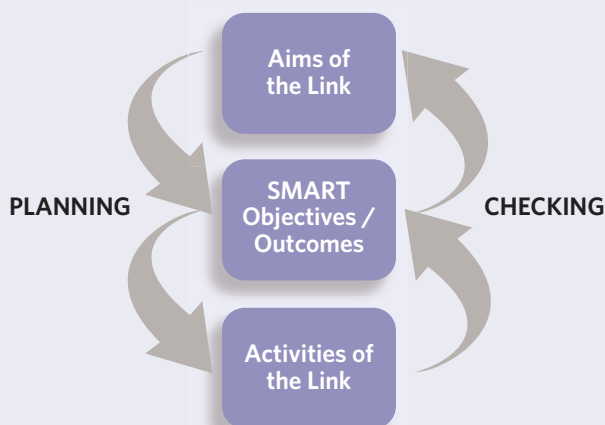 Aims of
the Link
PLANNING
SMART
Objectives /
Outcomes
CHECKING
Activities of
the Link